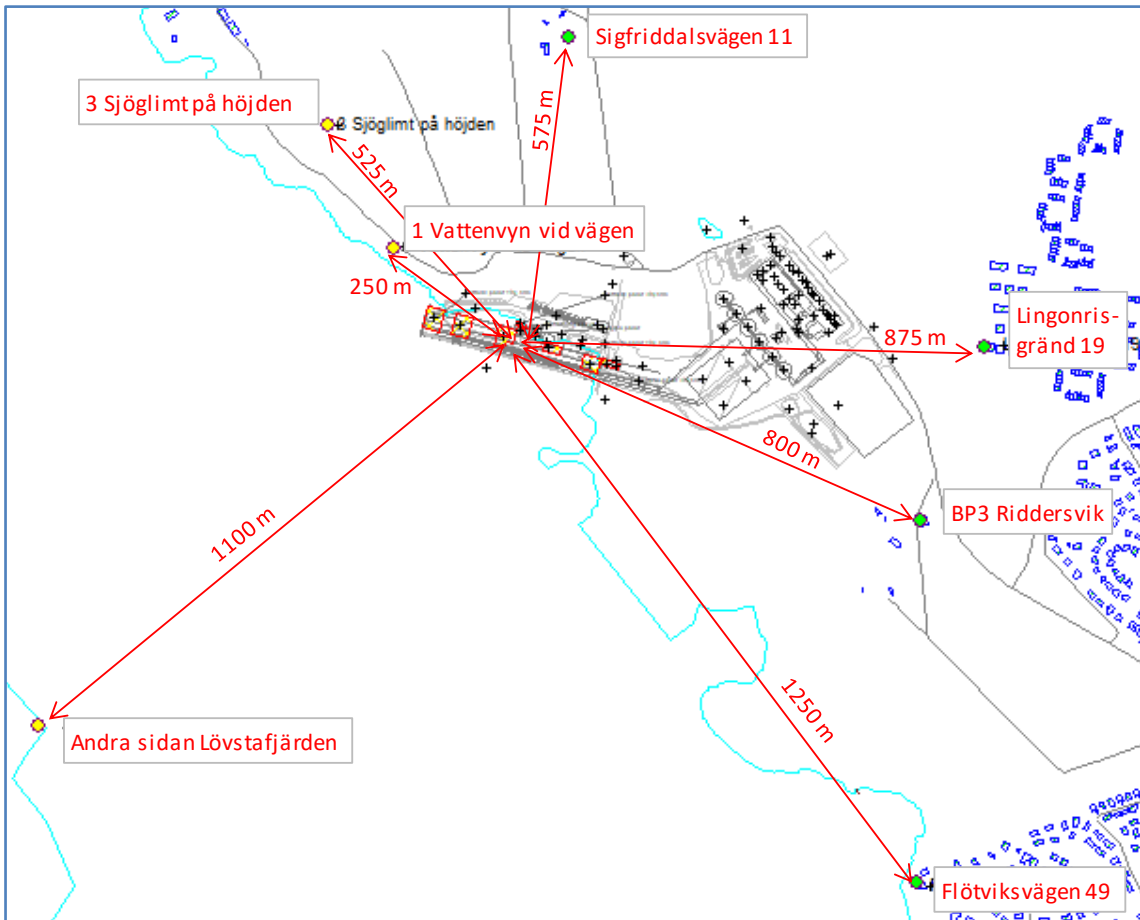 Sigfriddalsvägen 11
3 Sjöglimt på höjden
3 Sjöglimt på höjden
575 m
525 m
1 Vattenvyn vid vägen
250 m
875 m
Lingonris-
gränd 19
800 m
BP3 Riddersvik
1100 m
1250 m
Andra sidan Lövstafjärden
Flötviksvägen 49